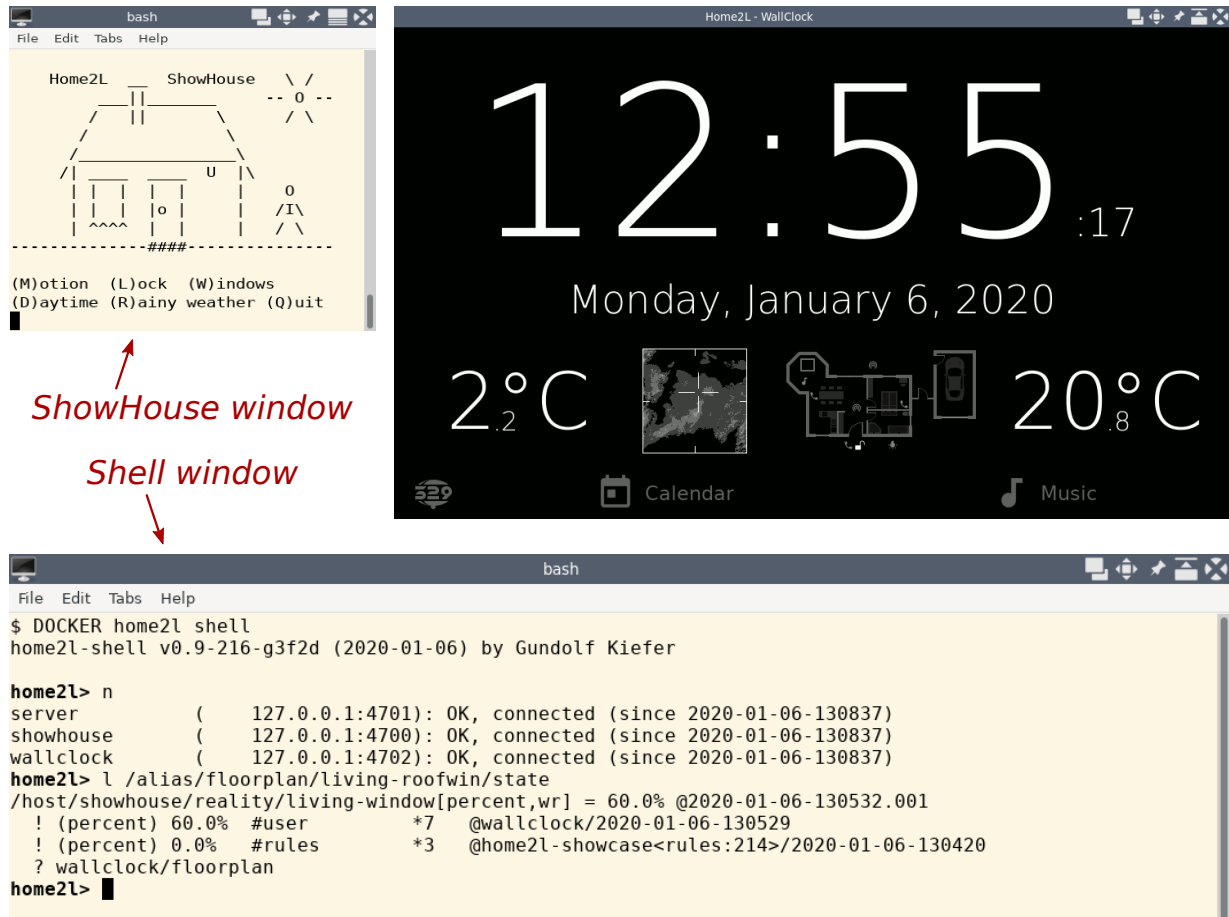 bash
File Edit Tabs Help
     Home2L  __  ShowHouse    \ /
           ___||_______      -- O --
          /   ||       \       / \
         /              \
        /________________\
       /| ____  ____  U  |\
        | |  |  |  |     |     O
        | |  |  |o |     |    /I\
        | ^^^^  |  |     |    / \
--------------####---------------
(M)otion (L)ock (W)indows
(D)aytime (R)ainy weather (Q)uit
ShowHouse window
Shell window
Home2L - WallClock
12:55:17
Monday, January 6, 2020
2.2°C 20.8°C
329 Calendar Music
bash
File Edit Tabs Help
$ DOCKER home2l shell
home2l-shell v0.9-216-g3f2d (2020-01-06) by Gundolf Kiefer
home2l> n
server ( 127.0.0.1:4701): OK, connected (since 2020-01-06-130837)
showhouse ( 127.0.0.1:4700): OK, connected (since 2020-01-06-130837)
wallclock ( 127.0.0.1:4702): OK, connected (since 2020-01-06-130837)
home2l> l /alias/floorplan/living-roofwin/state
/host/showhouse/reality/living-window[percent,wr] = 60.0% @2020-01-06-130532.001
! (percent) 60.0% #user *7 @wallclock/2020-01-06-130529
! (percent) 0.0% #rules *3 @home2l-showcase<rules:214>/2020-01-06-130420
? wallclock/floorplan
home2l>